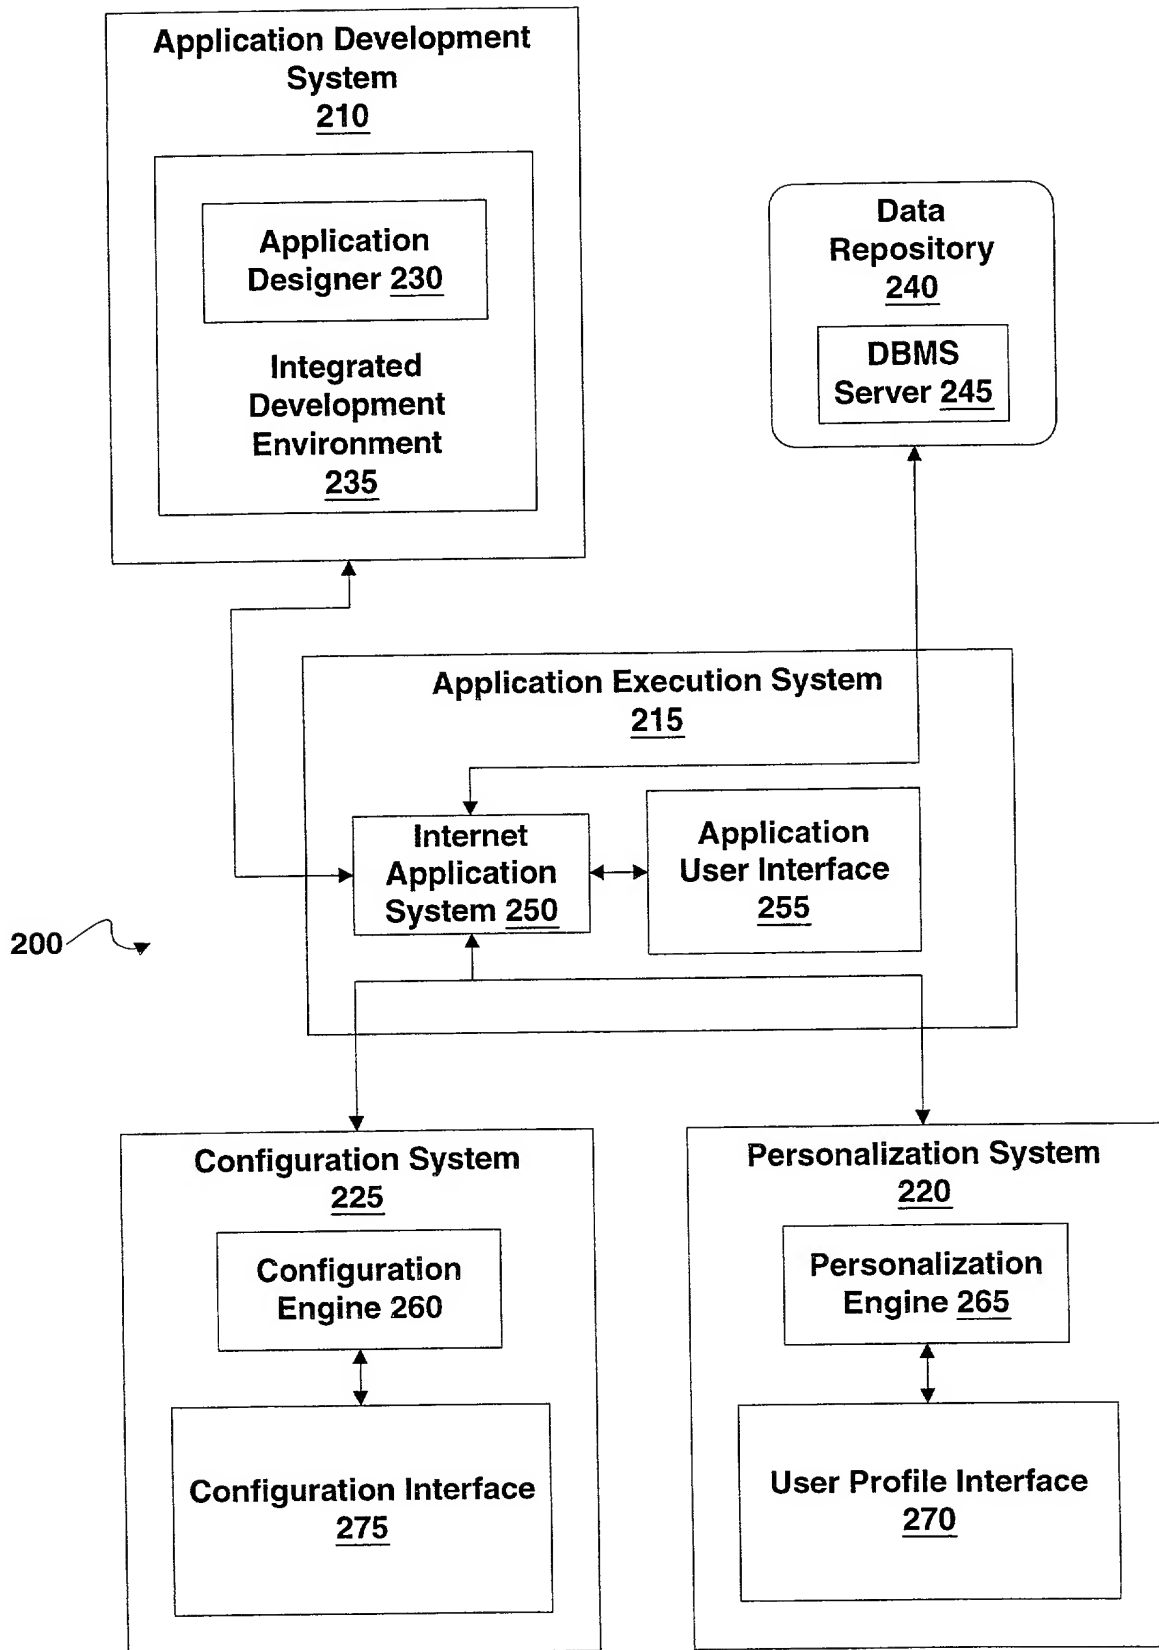 Application Development
System
210
Application
Designer 230
Integrated
Development
Environment
235
Data
Repository
240
DBMS
Server 245
Application Execution System
215
Internet
Application
System 250
Application
User Interface
255
200
Configuration System
225
Configuration
Engine 260
Configuration Interface
275
Personalization System
220
Personalization
Engine 265
User Profile Interface
270